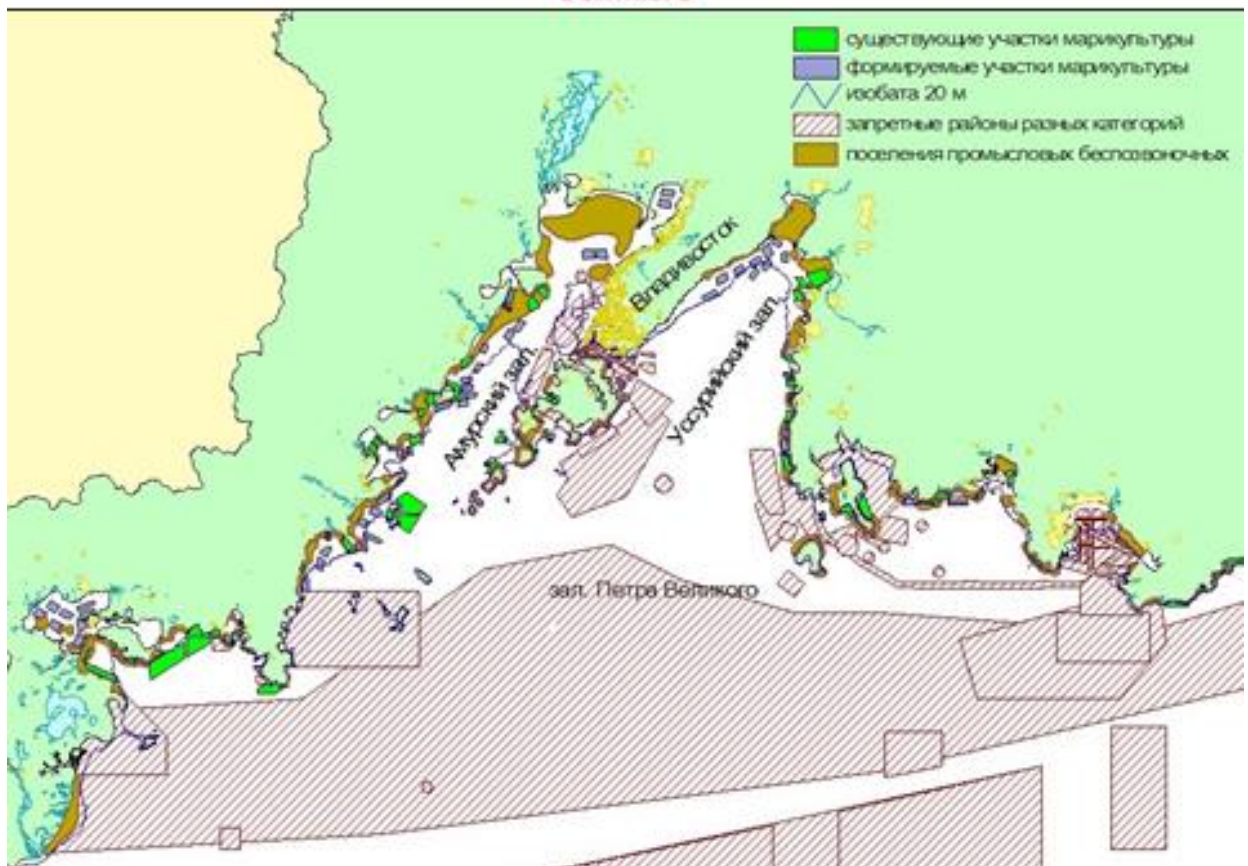 существующие участки марикультуры
формируемые участки марикультуры
изобата 20 м
запретные районы разных категорий
поселения промысловых беспозвоночных
Владивосток
Амурский зал.
Уссурийский зал.
зал. Петра Великого